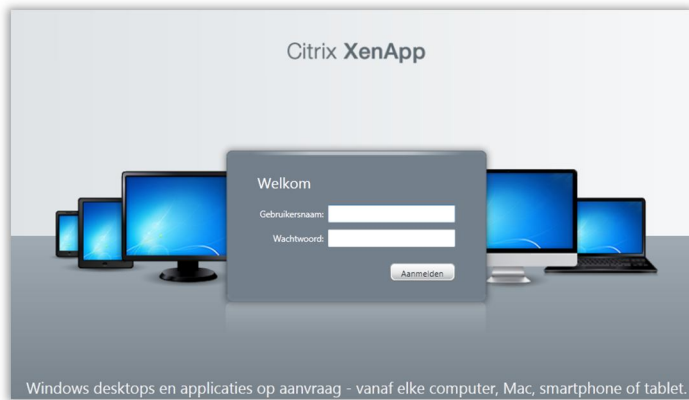 Citrix XenApp
Welkom
Gebruikersnaam:
Wachtwoord:
Aanmelden
Windows desktops en applicaties op aanvraag - vanaf elke computer, Mac, smartphone of tablet.